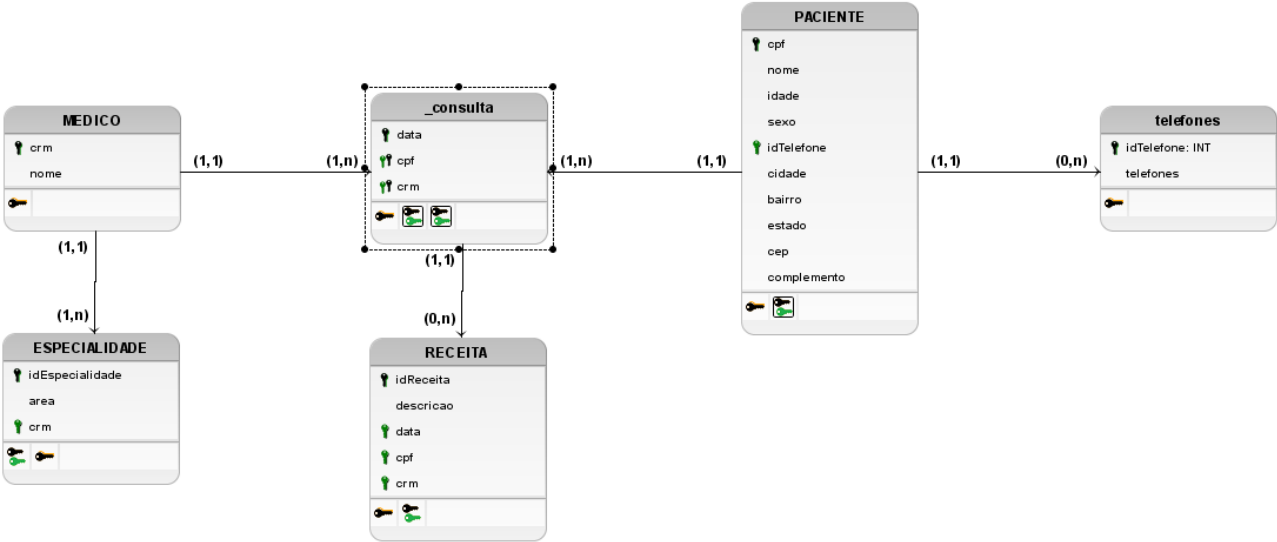 MEDICO
crm
nome
(1,1)
(1,n)
_consulta
data
cpf
crm
(1,n)
(1,1)
PACIENTE
cpf
nome
idade
sexo
idTelefone
cidade
bairro
estado
cep
complemento
(1,1)
(0,n)
telefones
idTelefone: INT
telefones
(1,1)
(1,n)
ESPECIALIDADE
idEspecialidade
area
crm
(1,1)
(0,n)
RECEITA
idReceita
descricao
data
cpf
crm